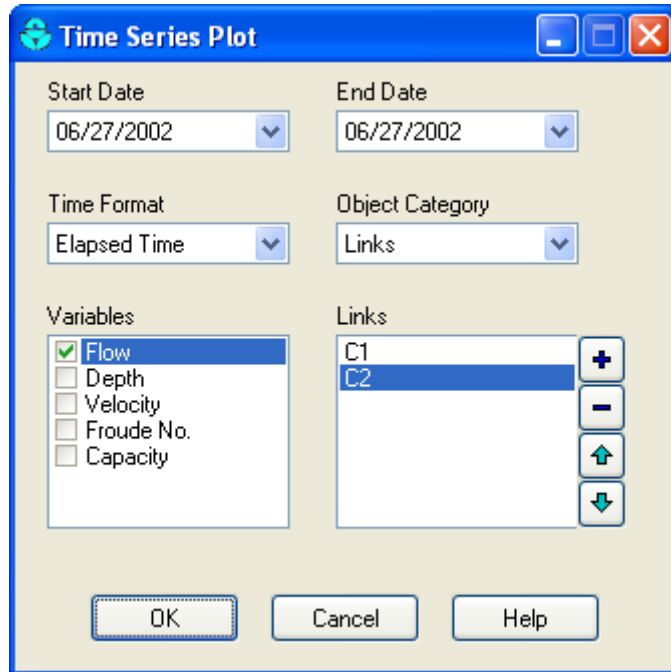 Time Series Plot
Start Date End Date
06/27/2002 06/27/2002
Time Format Object Category
Elapsed Time Links
Variables Links
Flow C1
Depth C2
Velocity
Froude No.
Capacity
OK Cancel Help